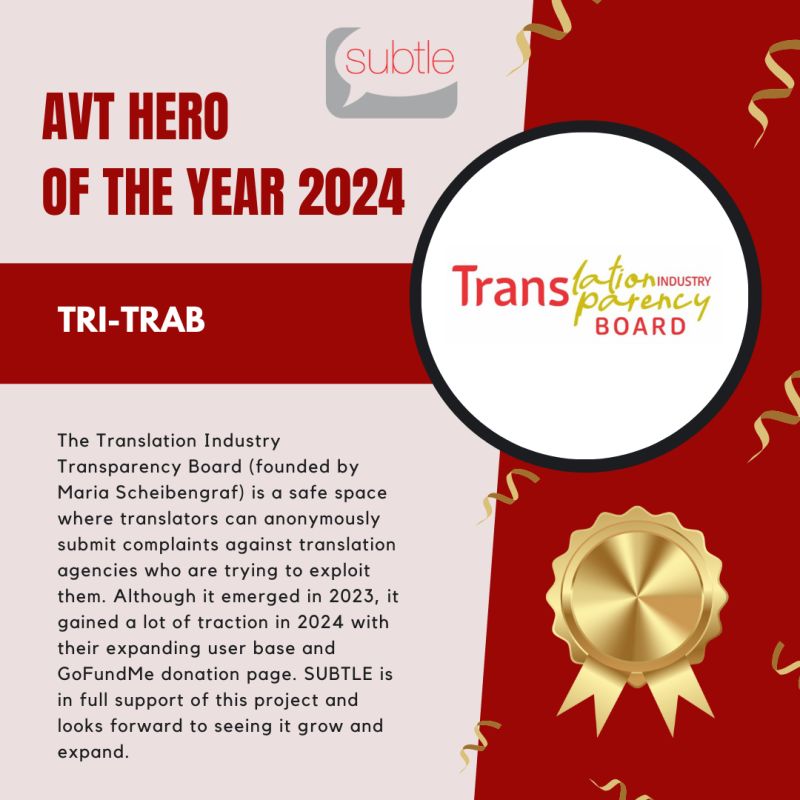 subtle
AVT HERO
OF THE YEAR 2024
TRI-TRAB
Translation INDUSTRY
parency
BOARD
The Translation Industry
Transparency Board (founded by
Maria Scheibengraf) is a safe space
where translators can anonymously
submit complaints against translation
agencies who are trying to exploit
them. Although it emerged in 2023, it
gained a lot of traction in 2024 with
their expanding user base and
GoFundMe donation page. SUBTLE is
in full support of this project and
looks forward to seeing it grow and
expand.